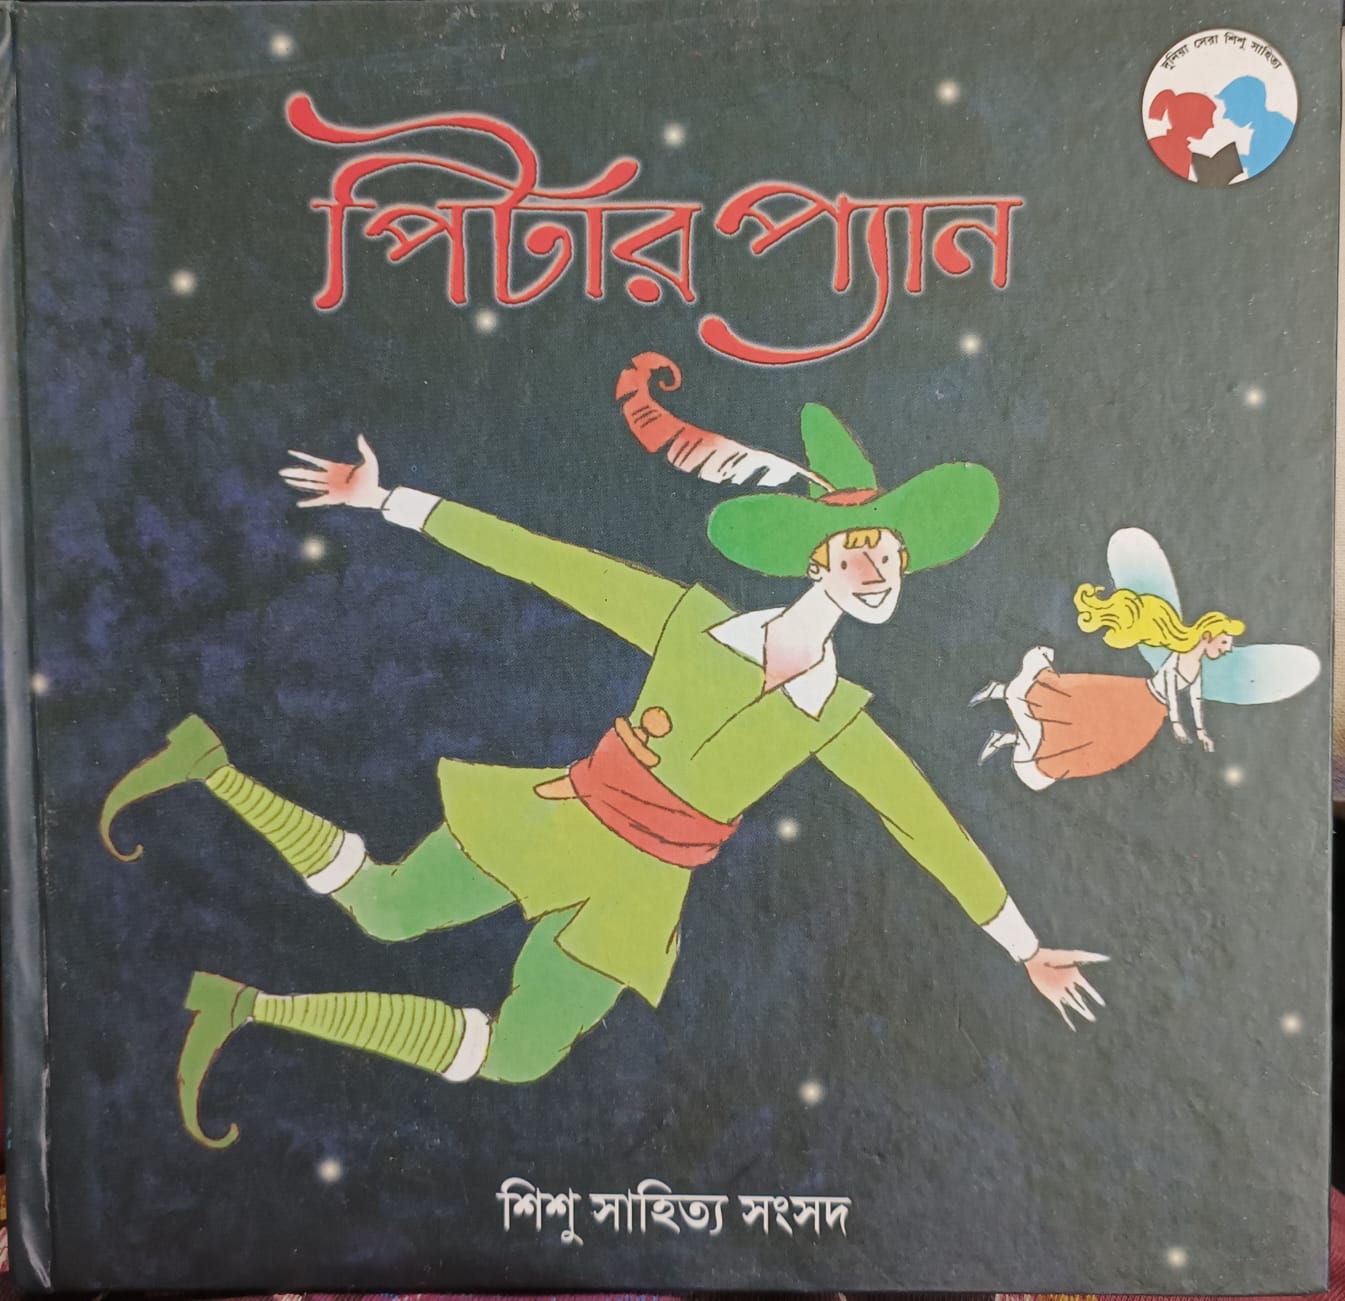 দুনিয়া সেরা শিশু সাহিত্য
পিটার প্যান
শিশু সাহিত্য সংসদ